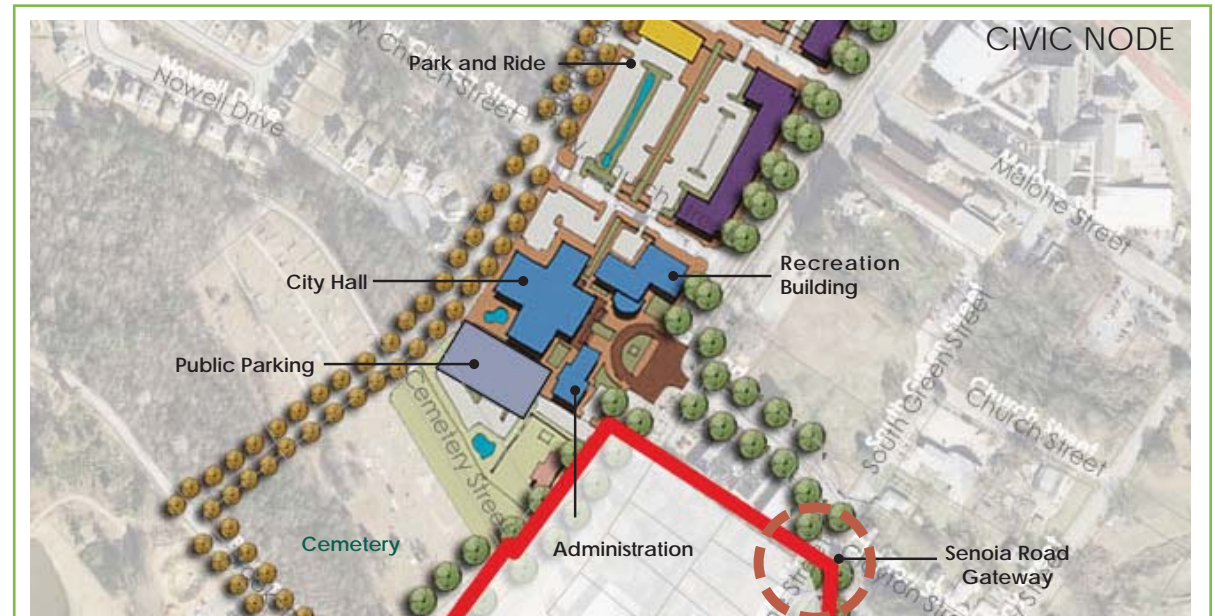 CIVIC NODE
Park and Ride
W. Church Street
Nowell Drive
Malone Street
Recreation
Building
City Hall
Public Parking
South Green Street
Church Street
Cemetery Street
Cemetery
Administration
Senoia Road
Gateway